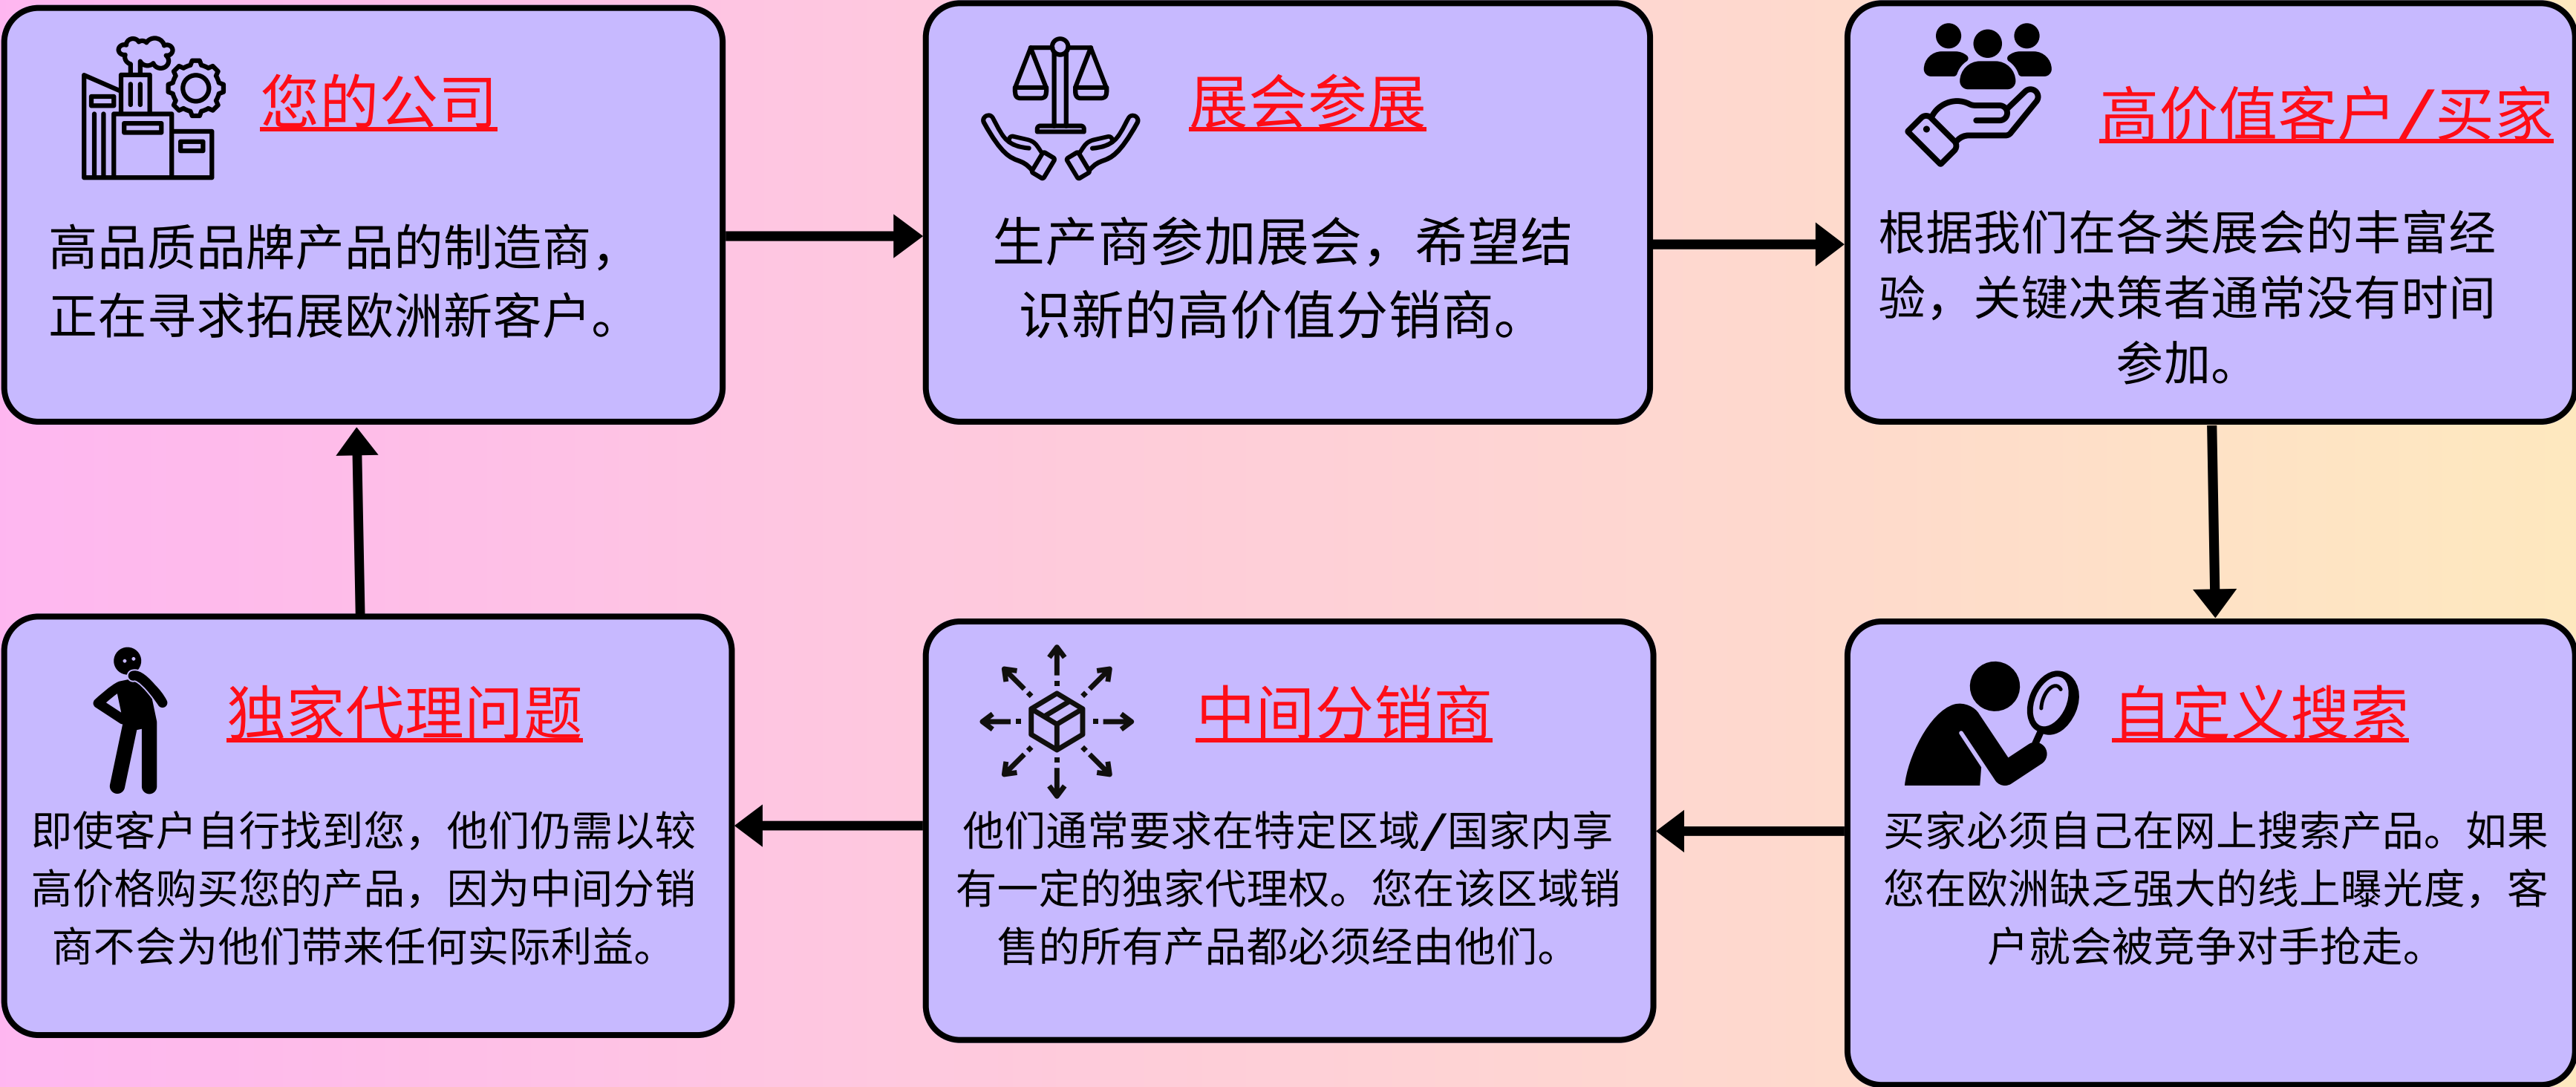 您的公司
高品质品牌产品的制造商，
正在寻求拓展欧洲新客户。
展会参展
生产商参加展会，希望结
识新的高价值分销商。
高价值客户/买家
根据我们在各类展会的丰富经
验，关键决策者通常没有时间
参加。
独家代理问题
即使客户自行找到您，他们仍需以较
高价格购买您的产品，因为中间分销
商不会为他们带来任何实际利益。
中间分销商
他们通常要求在特定区域/国家内享
有一定的独家代理权。您在该区域销
售的所有产品都必须经由他们。
自定义搜索
买家必须自己在网上搜索产品。如果
您在欧洲缺乏强大的线上曝光度，客
户就会被竞争对手抢走。